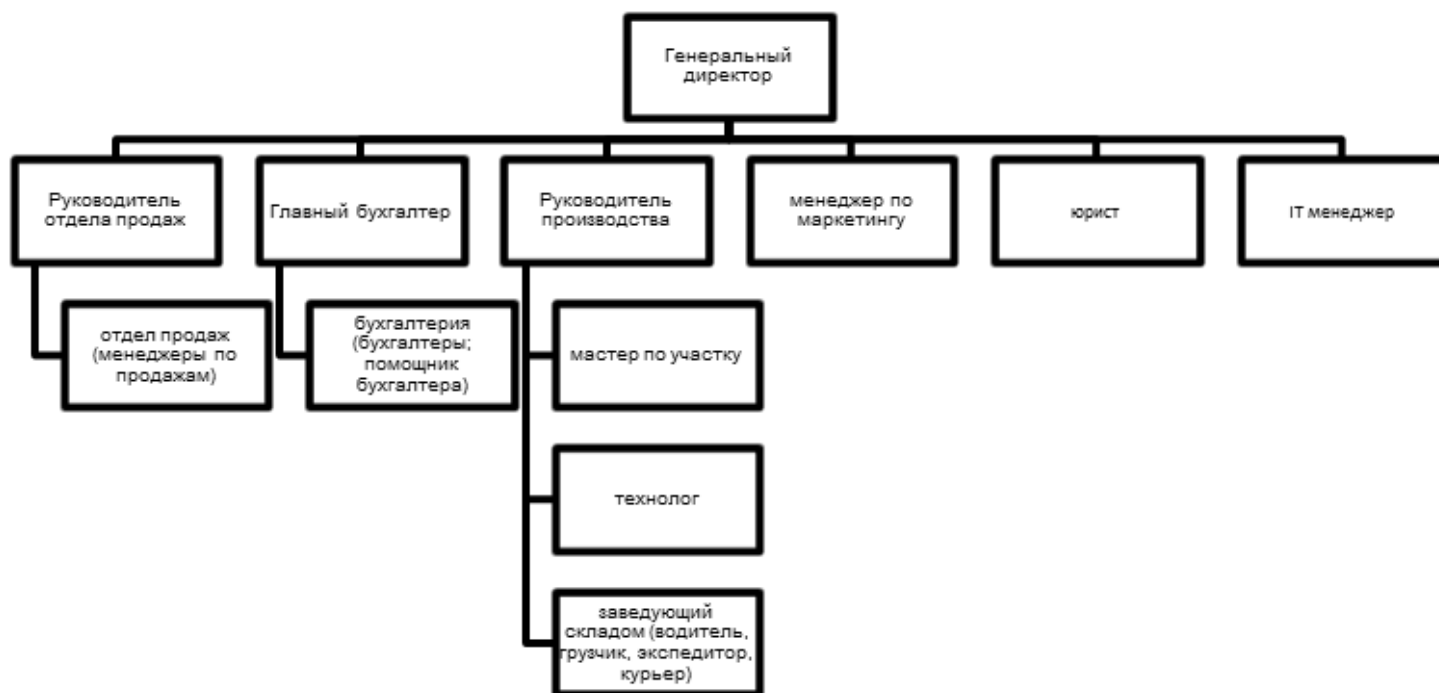 Генеральный
директор
Руководитель
отдела продаж
Главный бухгалтер
Руководитель
производства
менеджер по
маркетингу
юрист
IT менеджер
отдел продаж
(менеджеры по
продажам)
бухгалтерия
(бухгалтеры;
помощник
бухгалтера)
мастер по участку
технолог
заведующий
складом (водитель,
грузчик, экспедитор,
курьер)